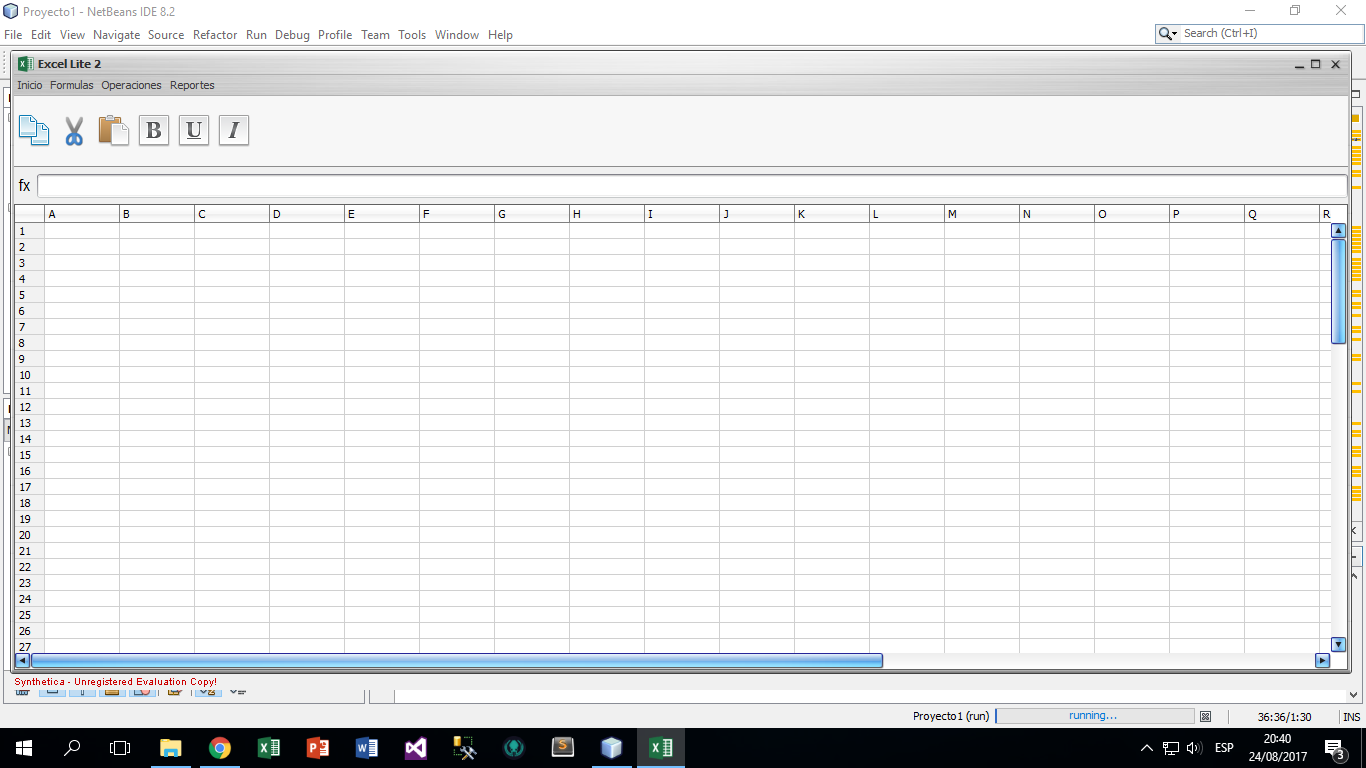 Proyecto1 - NetBeans IDE 8.2
File Edit View Navigate Source Refactor Run Debug Profile Team Tools Window Help
Search (Ctrl+I)
Excel Lite 2
Inicio Formulas Operaciones Reportes
B U I
fx
A B C D E F G H I J K L M N O P Q R
1
2
3
4
5
6
7
8
9
10
11
12
13
14
15
16
17
18
19
20
21
22
23
24
25
26
27
Synthetica - Unregistered Evaluation Copy!
Proyecto1 (run) running... 36:36/1:30 INS
ESP
20:40
24/08/2017
3